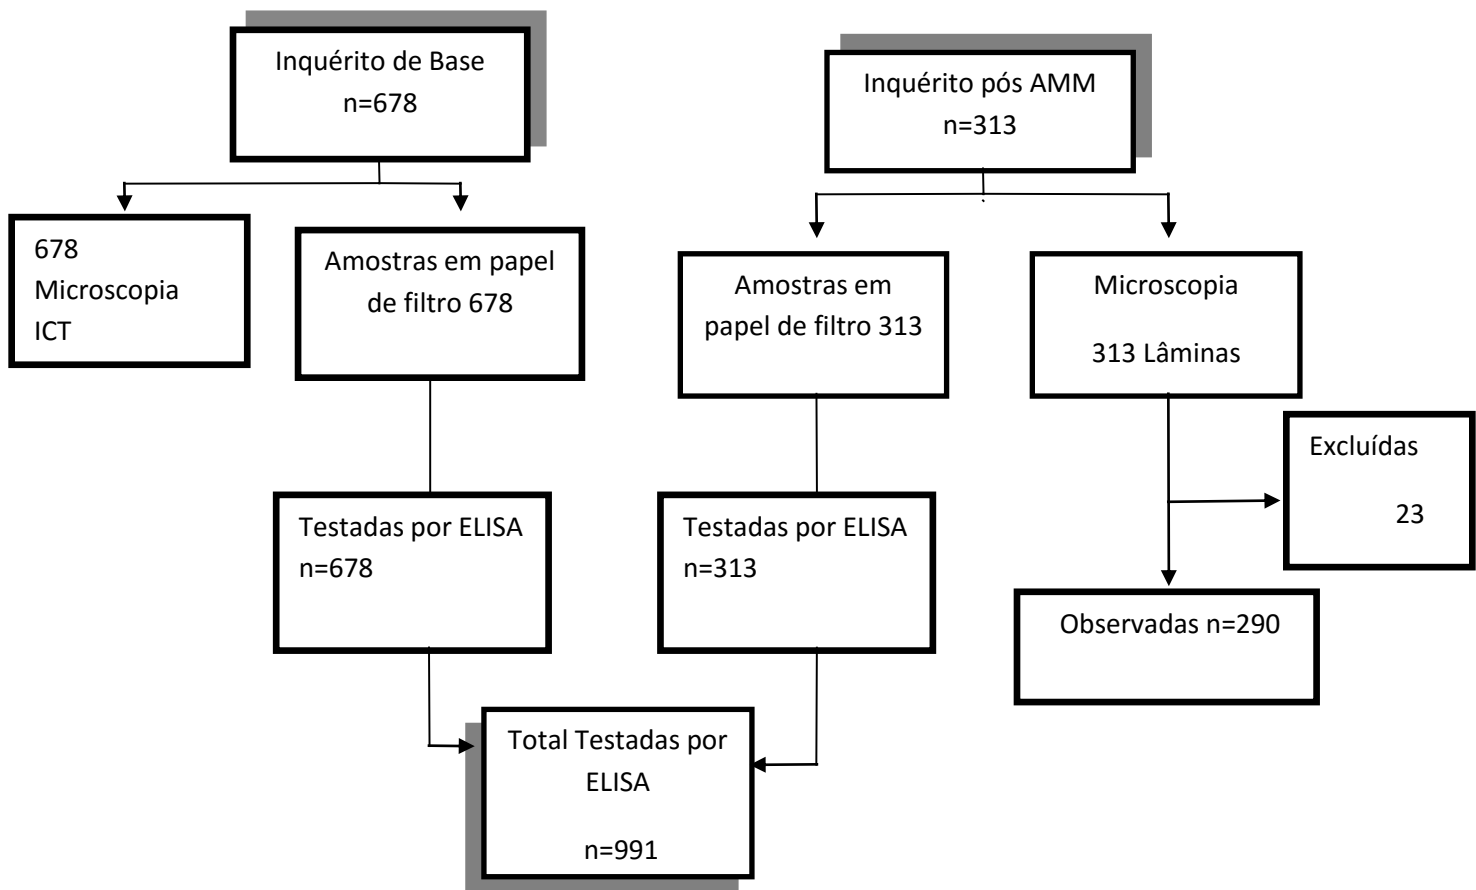 Inquérito de Base
n=678
Inquérito pós AMM
n=313
678
Microscopia
ICT
Amostras em papel
de filtro 678
Amostras em
papel de filtro 313
Microscopia
313 Lâminas
Excluídas
23
Testadas por ELISA
n=678
Testadas por ELISA
n=313
Observadas n=290
Total Testadas por
ELISA
n=991